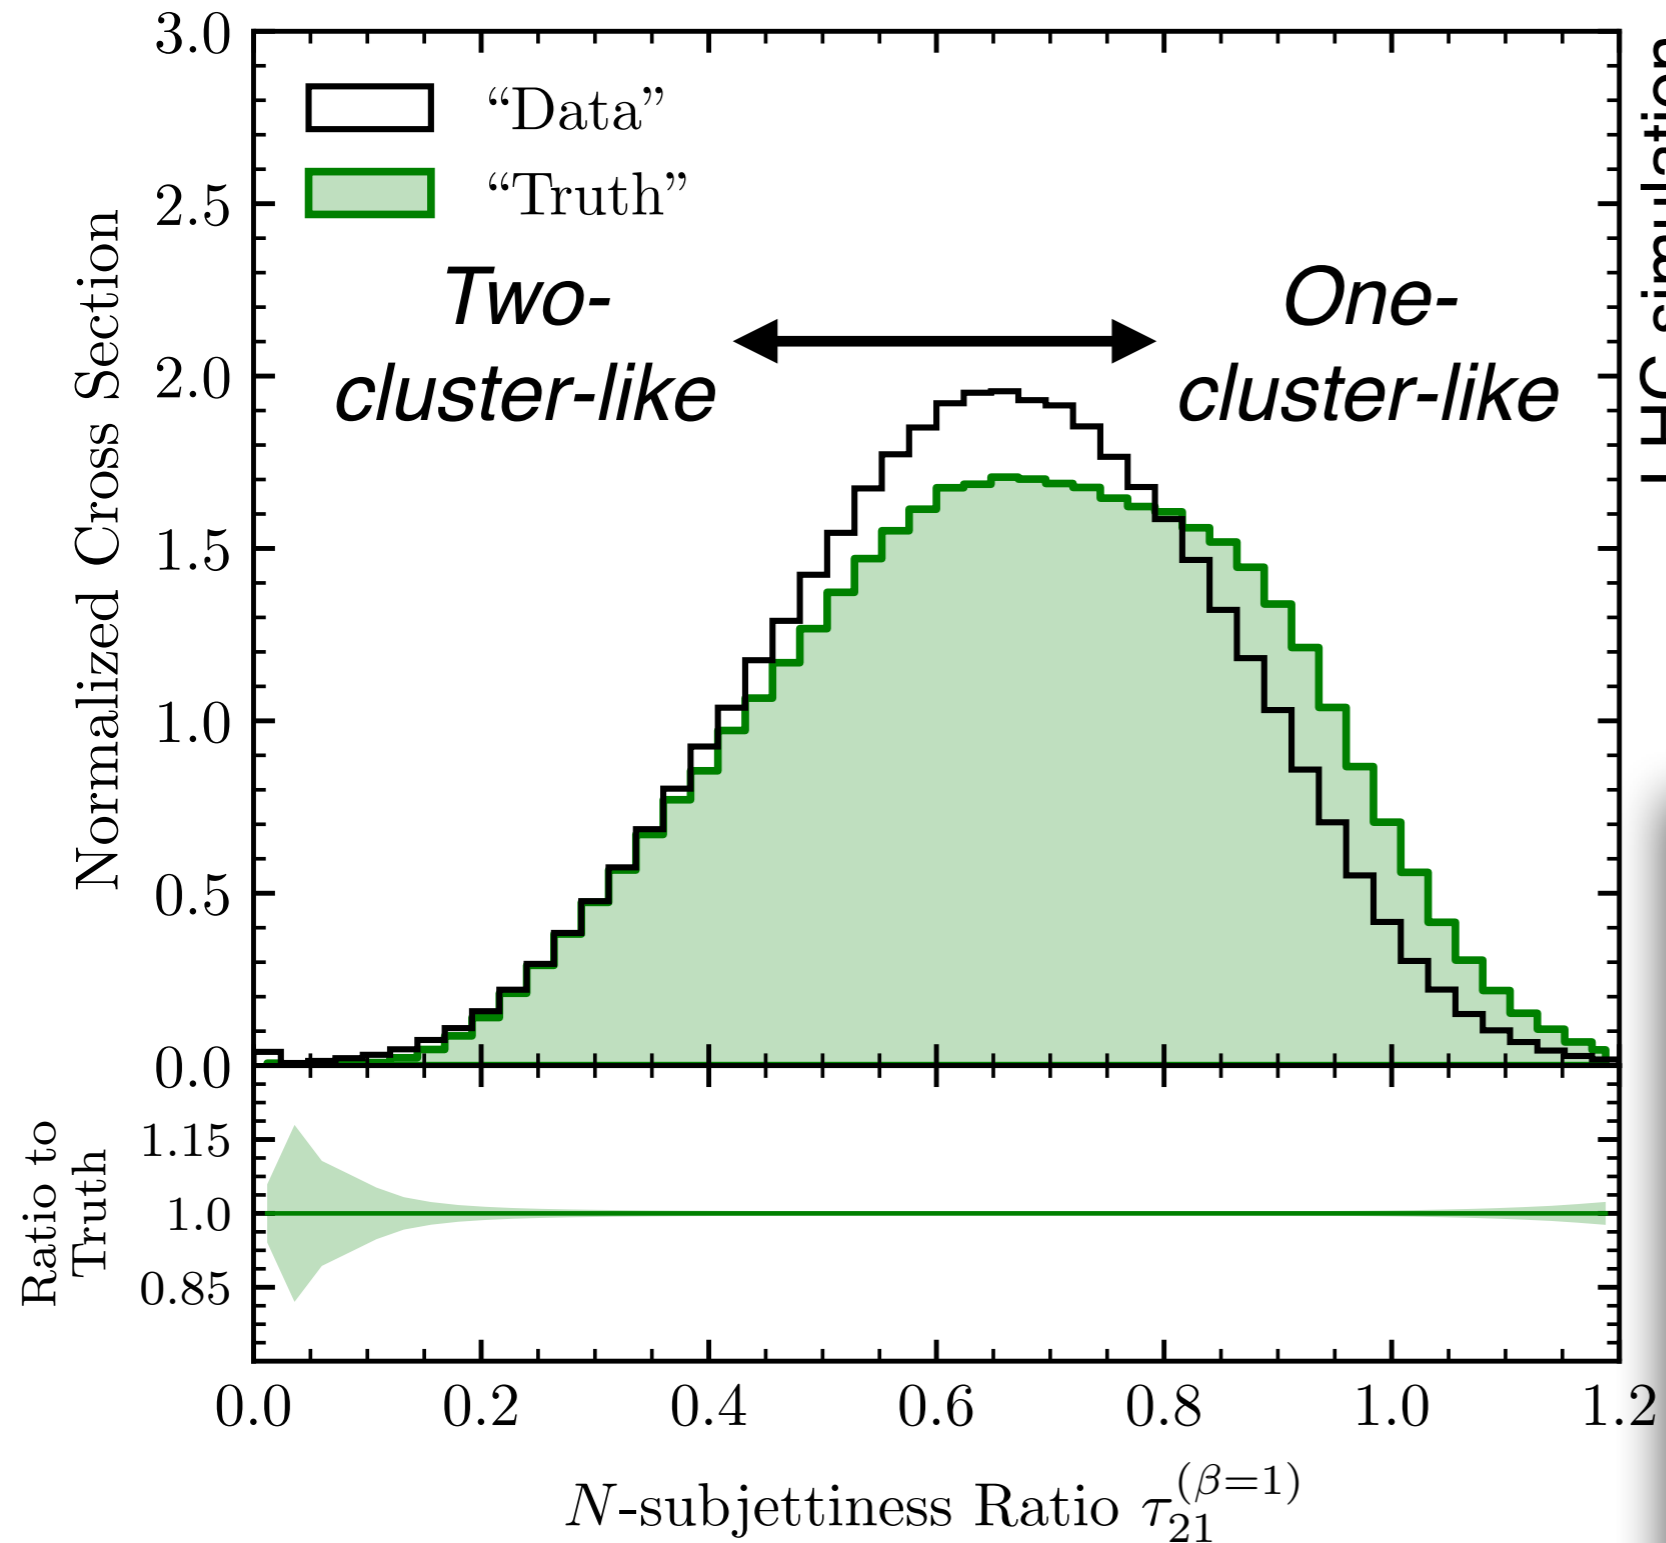 3.0
2.5
2.0
1.5
1.0
0.5
0.0
Normalized Cross Section
“Data”
“Truth”
Two-
cluster-like
One-
cluster-like
LHC simulation
1.15
1.0
0.85
Ratio to
Truth
0.0 0.2 0.4 0.6 0.8 1.0 1.2
N-subjettiness Ratio τ₂₁^(β=1)